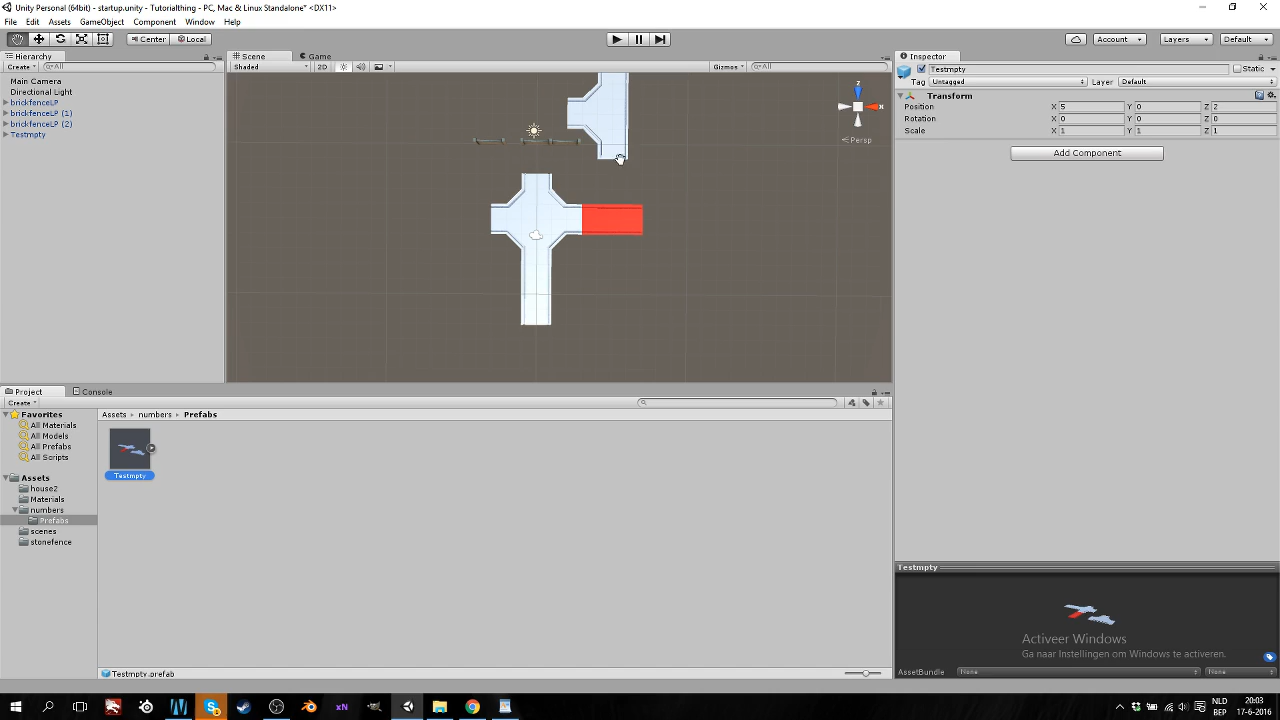 Unity Personal (64bit) - startup.unity - Tutorialthing - PC, Mac & Linux Standalone* <DX11>
File Edit Assets GameObject Component Window Help
Center Local Account Layers Default
Hierarchy Scene Game Inspector
Create All Shaded 2D Gizmos All
Testmpty Static
Tag Untagged Layer Default
Main Camera
Directional Light
brickfenceLP
brickfenceLP (1)
brickfenceLP (2)
Testmpty
z
x
Persp
Transform
Position X 5 Y 0 Z 2
Rotation X 0 Y 0 Z 0
Scale X 1 Y 1 Z 1
Add Component
Project Console
Create
Favorites
All Materials
All Models
All Prefabs
All Scripts
Assets
house2
Materials
numbers
Prefabs
scenes
stonefence
Assets numbers Prefabs
Testmpty
Testmpty.prefab
Testmpty
Activeer Windows
Ga naar Instellingen om Windows te activeren.
AssetBundle None None
xN
NLD
BEP
20:03
17-6-2016